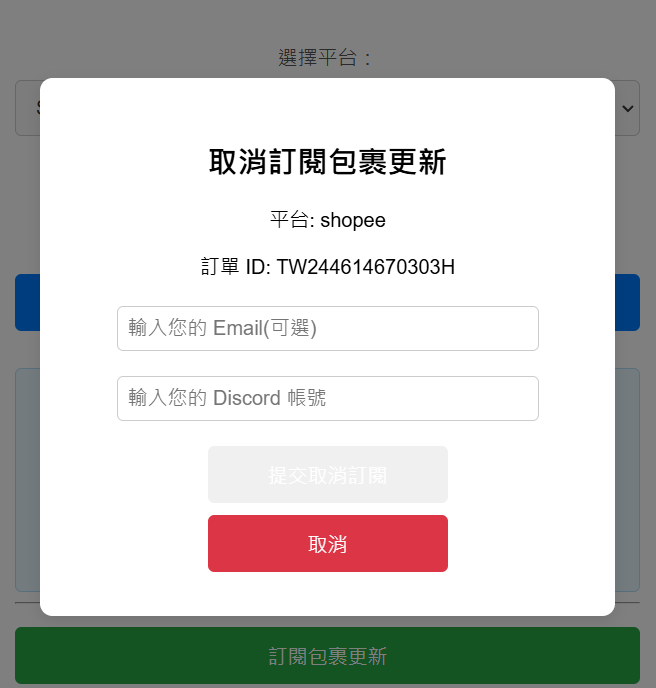 選擇平台：
取消訂閱包裹更新
平台: shopee
訂單 ID: TW244614670303H
輸入您的 Email(可選)
輸入您的 Discord 帳號
提交取消訂閱
取消
訂閱包裹更新